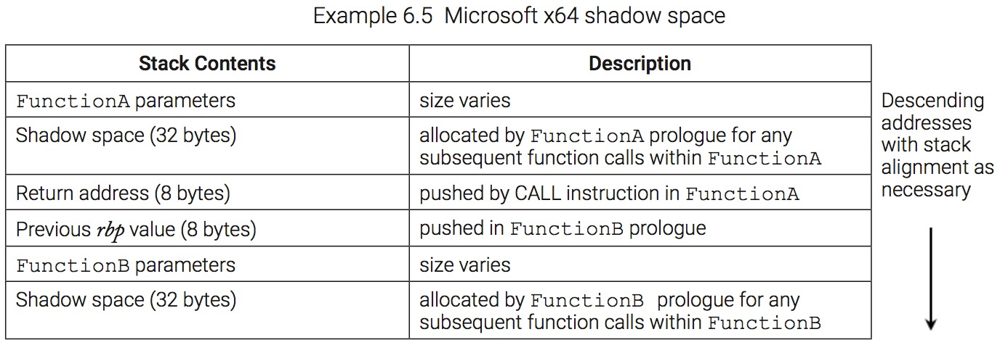 Example 6.5 Microsoft x64 shadow space
Stack Contents
Description
FunctionA parameters
size varies
Shadow space (32 bytes)
allocated by FunctionA prologue for any
subsequent function calls within FunctionA
Return address (8 bytes)
pushed by CALL instruction in FunctionA
Previous rbp value (8 bytes)
pushed in FunctionB prologue
FunctionB parameters
size varies
Shadow space (32 bytes)
allocated by FunctionB prologue for any
subsequent function calls within FunctionB
Descending
addresses
with stack
alignment as
necessary